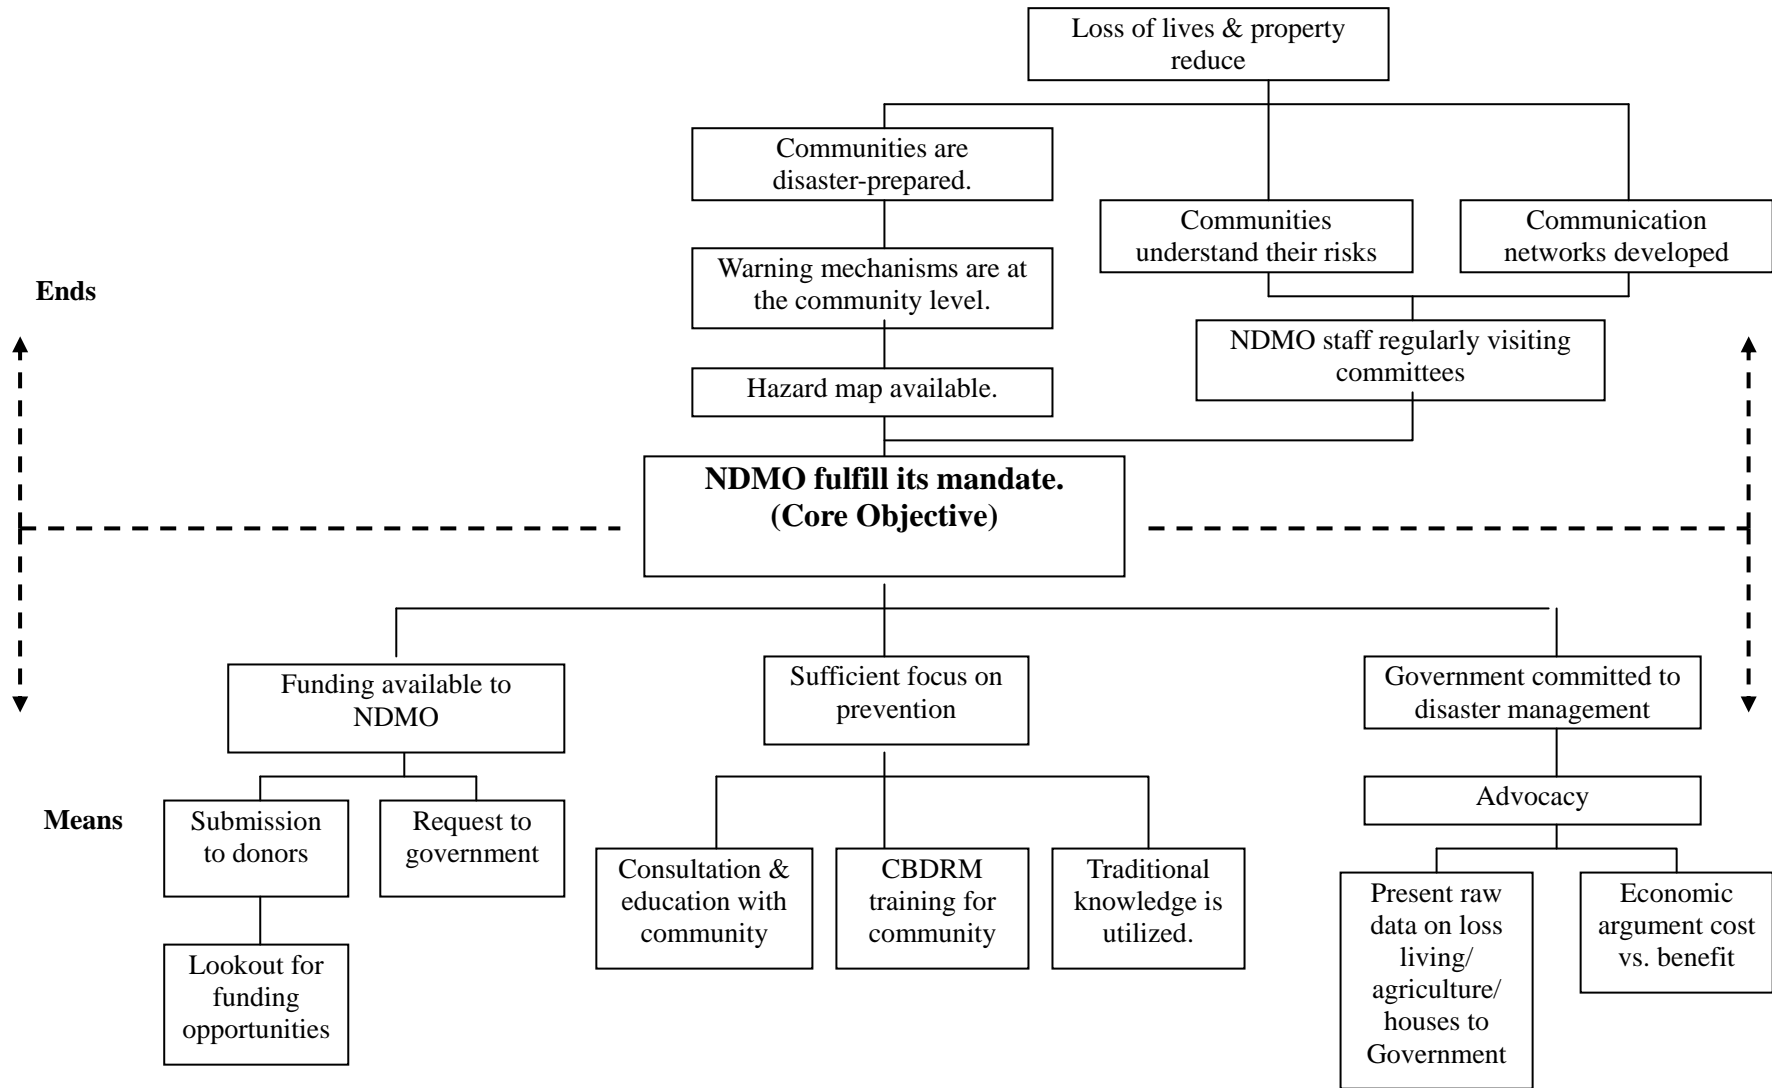 Loss of lives & property
reduce
Communities are
disaster-prepared.
Communities
understand their risks
Communication
networks developed
Warning mechanisms are at
the community level.
Ends
NDMO staff regularly visiting
committees
Hazard map available.
NDMO fulfill its mandate.
(Core Objective)
Funding available to
NDMO
Sufficient focus on
prevention
Government committed to
disaster management
Means
Submission
to donors
Request to
government
Advocacy
Consultation &
education with
community
CBDRM
training for
community
Traditional
knowledge is
utilized.
Present raw
data on loss
living/
agriculture/
houses to
Government
Economic
argument cost
vs. benefit
Lookout for
funding
opportunities